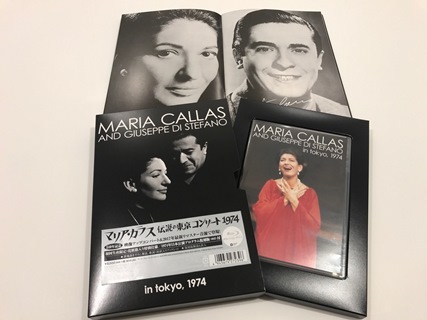 MARIA CALLAS
AND GIUSEPPE DI STEFANO
マリア・カラス 伝説の東京コンサート1974
in tokyo, 1974
MARIA CALLAS
AND GIUSEPPE DI STEFANO
in tokyo, 1974